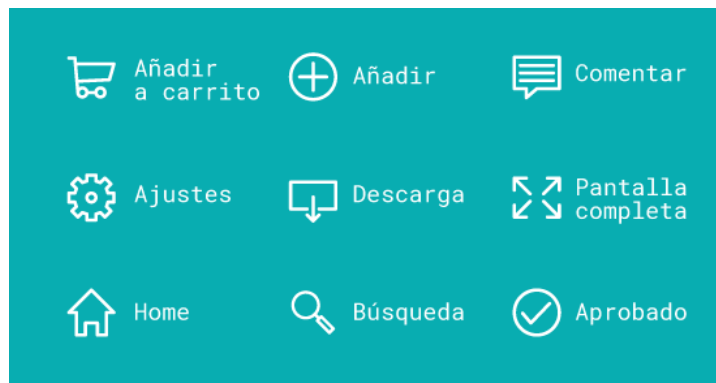 Añadir
a carrito
Añadir
Comentar
Ajustes
Descarga
Pantalla
completa
Home
Búsqueda
Aprobado